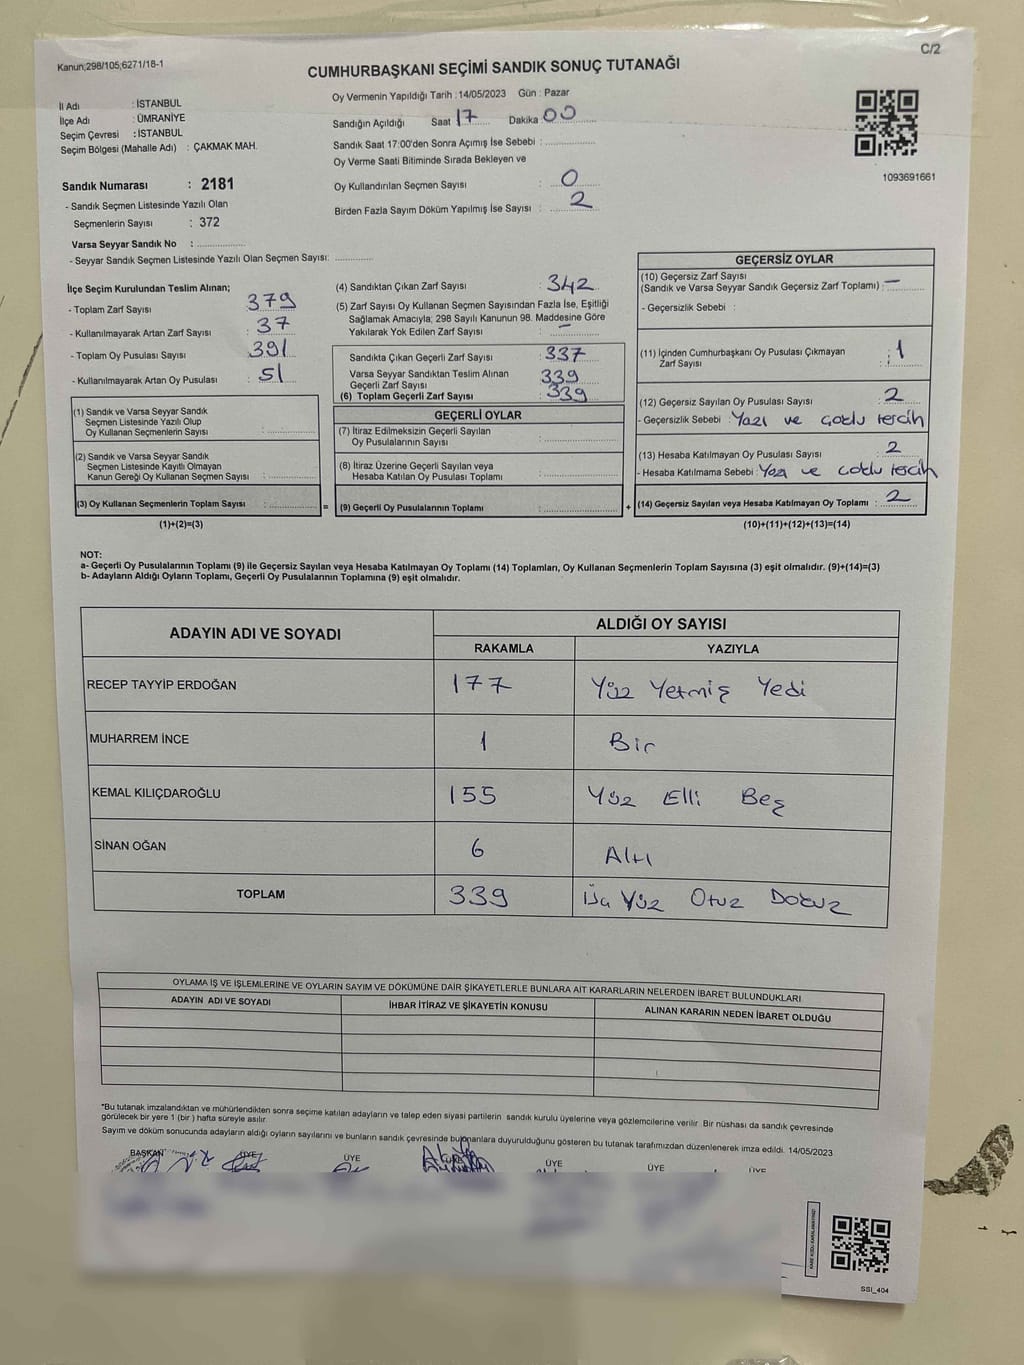 C/2
Kanun;298/105;6271/18-1
CUMHURBAŞKANI SEÇİMİ SANDIK SONUÇ TUTANAĞI
İl Adı : İSTANBUL
İlçe Adı : ÜMRANİYE
Seçim Çevresi : İSTANBUL
Seçim Bölgesi (Mahalle Adı) : ÇAKMAK MAH.
Sandık Numarası : 2181
- Sandık Seçmen Listesinde Yazılı Olan
Seçmenlerin Sayısı : 372
Varsa Seyyar Sandık No : ..............
- Seyyar Sandık Seçmen Listesinde Yazılı Olan Seçmen Sayısı: ............
Oy Vermenin Yapıldığı Tarih : 14/05/2023 Gün : Pazar
Sandığın Açıldığı Saat 17 Dakika 00
Sandık Saat 17:00'den Sonra Açımış İse Sebebi : ..............
Oy Verme Saati Bitiminde Sırada Bekleyen ve
Oy Kullandırılan Seçmen Sayısı : 0
Birden Fazla Sayım Döküm Yapılmış İse Sayısı : 2
1093691661
İlçe Seçim Kurulundan Teslim Alınan;
- Toplam Zarf Sayısı : 379
- Kullanılmayarak Artan Zarf Sayısı : 37
- Toplam Oy Pusulası Sayısı : 391
- Kullanılmayarak Artan Oy Pusulası : 51
(1) Sandık ve Varsa Seyyar Sandık
Seçmen Listesinde Yazılı Olup
Oy Kullanan Seçmenlerin Sayısı : ..............
(2) Sandık ve Varsa Seyyar Sandık
Seçmen Listesinde Kayıtlı Olmayan
Kanun Gereği Oy Kullanan Seçmen Sayısı : ..............
(3) Oy Kullanan Seçmenlerin Toplam Sayısı : ..............
(1)+(2)=(3)
(4) Sandıktan Çıkan Zarf Sayısı : 342
(5) Zarf Sayısı Oy Kullanan Seçmen Sayısından Fazla İse, Eşitliği
Sağlamak Amacıyla; 298 Sayılı Kanunun 98. Maddesine Göre
Yakılarak Yok Edilen Zarf Sayısı : —
Sandıkta Çıkan Geçerli Zarf Sayısı : 337
Varsa Seyyar Sandıktan Teslim Alınan
Geçerli Zarf Sayısı : 339
(6) Toplam Geçerli Zarf Sayısı : 339
GEÇERLİ OYLAR
(7) İtiraz Edilmeksizin Geçerli Sayılan
Oy Pusulalarının Sayısı : ..............
(8) İtiraz Üzerine Geçerli Sayılan veya
Hesaba Katılan Oy Pusulası Toplamı : ..............
= (9) Geçerli Oy Pusulalarının Toplamı : ..............
GEÇERSİZ OYLAR
(10) Geçersiz Zarf Sayısı
(Sandık ve Varsa Seyyar Sandık Geçersiz Zarf Toplamı) : —
- Geçersizlik Sebebi :
(11) İçinden Cumhurbaşkanı Oy Pusulası Çıkmayan
Zarf Sayısı : 1
(12) Geçersiz Sayılan Oy Pusulası Sayısı : 2
- Geçersizlik Sebebi : Yazı ve çoklu tercih
(13) Hesaba Katılmayan Oy Pusulası Sayısı : 2
- Hesaba Katılmama Sebebi : Yazı ve çoklu tercih
+ (14) Geçersiz Sayılan veya Hesaba Katılmayan Oy Toplamı : 2
(10)+(11)+(12)+(13)=(14)
NOT:
a- Geçerli Oy Pusulalarının Toplamı (9) ile Geçersiz Sayılan veya Hesaba Katılmayan Oy Toplamı (14) Toplamları, Oy Kullanan Seçmenlerin Toplam Sayısına (3) eşit olmalıdır. (9)+(14)=(3)
b- Adayların Aldığı Oyların Toplamı, Geçerli Oy Pusulalarının Toplamına (9) eşit olmalıdır.
ADAYIN ADI VE SOYADI ALDIĞI OY SAYISI
RAKAMLA YAZIYLA
RECEP TAYYİP ERDOĞAN 177 Yüz Yetmiş Yedi
MUHARREM İNCE 1 Bir
KEMAL KILIÇDAROĞLU 155 Yüz Elli Beş
SİNAN OĞAN 6 Altı
TOPLAM 339 Üç Yüz Otuz Dokuz
OYLAMA İŞ VE İŞLEMLERİNE VE OYLARIN SAYIM VE DÖKÜMÜNE DAİR ŞİKAYETLERLE BUNLARA AİT KARARLARIN NELERDEN İBARET BULUNDUKLARI
ADAYIN ADI VE SOYADI İHBAR İTİRAZ VE ŞİKAYETİN KONUSU ALINAN KARARIN NEDEN İBARET OLDUĞU
*Bu tutanak imzalandıktan ve mühürlendikten sonra seçime katılan adayların ve talep eden siyasi partilerin sandık kurulu üyelerine veya gözlemcilerine verilir. Bir nüshası da sandık çevresinde
görülecek bir yere 1 (bir ) hafta süreyle asılır.
Sayım ve döküm sonucunda adayların aldığı oyların sayılarını ve bunların sandık çevresinde bulunanlara duyurulduğunu gösteren bu tutanak tarafımızdan düzenlenerek imza edildi. 14/05/2023
BAŞKAN ÜYE ÜYE ÜYE ÜYE ÜYE
SSI_404